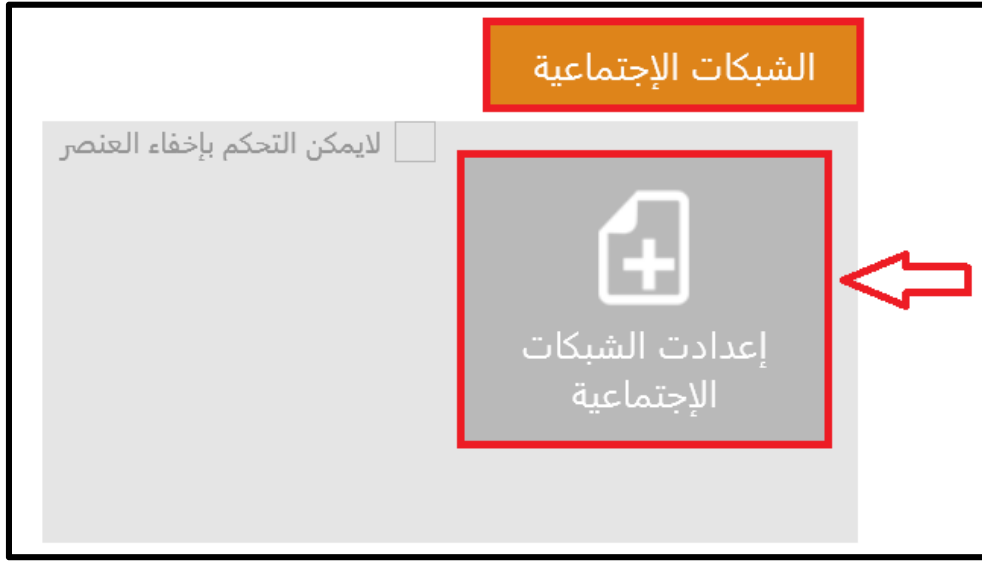 الشبكات الإجتماعية
لايمكن التحكم بإخفاء العنصر
إعدادت الشبكات
الإجتماعية